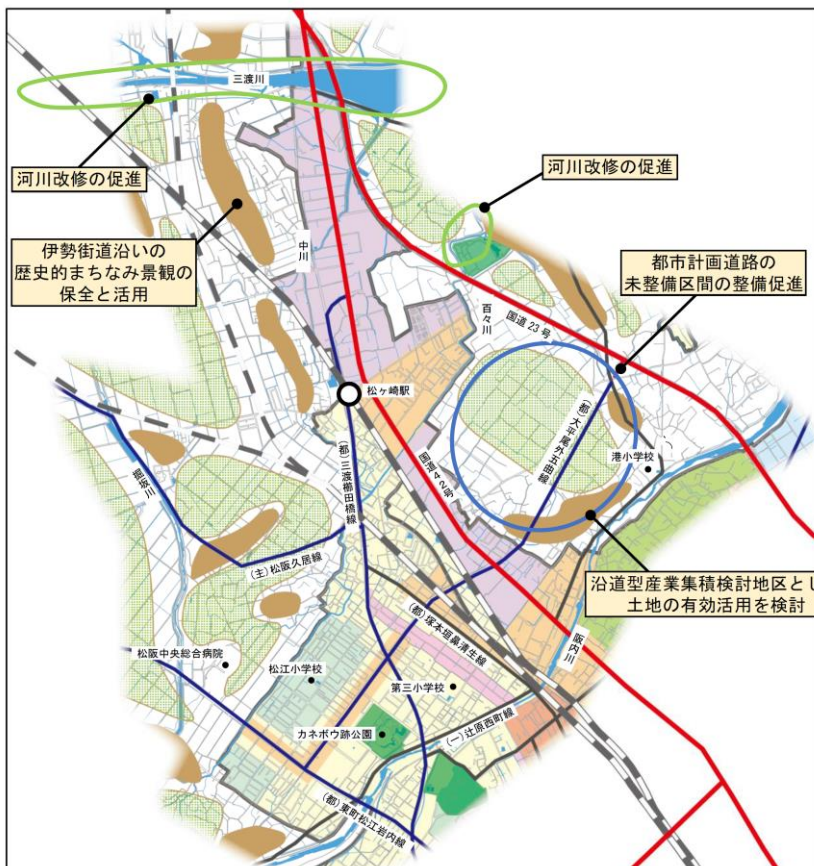 三渡川
河川改修の促進
河川改修の促進
伊勢街道沿いの
歴史的まちなみ景観の
保全と活用
中川
都市計画道路の
未整備区間の整備促進
百々川
国道23号
松ヶ崎駅
(都)大平尾外五曲線
国道42号
港小学校
(都)三渡櫛田橋線
堀坂川
(主)松阪久居線
沿道型産業集積検討地区とし
土地の有効活用を検討
(都)塚本垣鼻清生線
阪内川
松阪中央総合病院
松江小学校
第三小学校
カネボウ跡公園
(一)辻原西町線
(都)東町松江岩内線